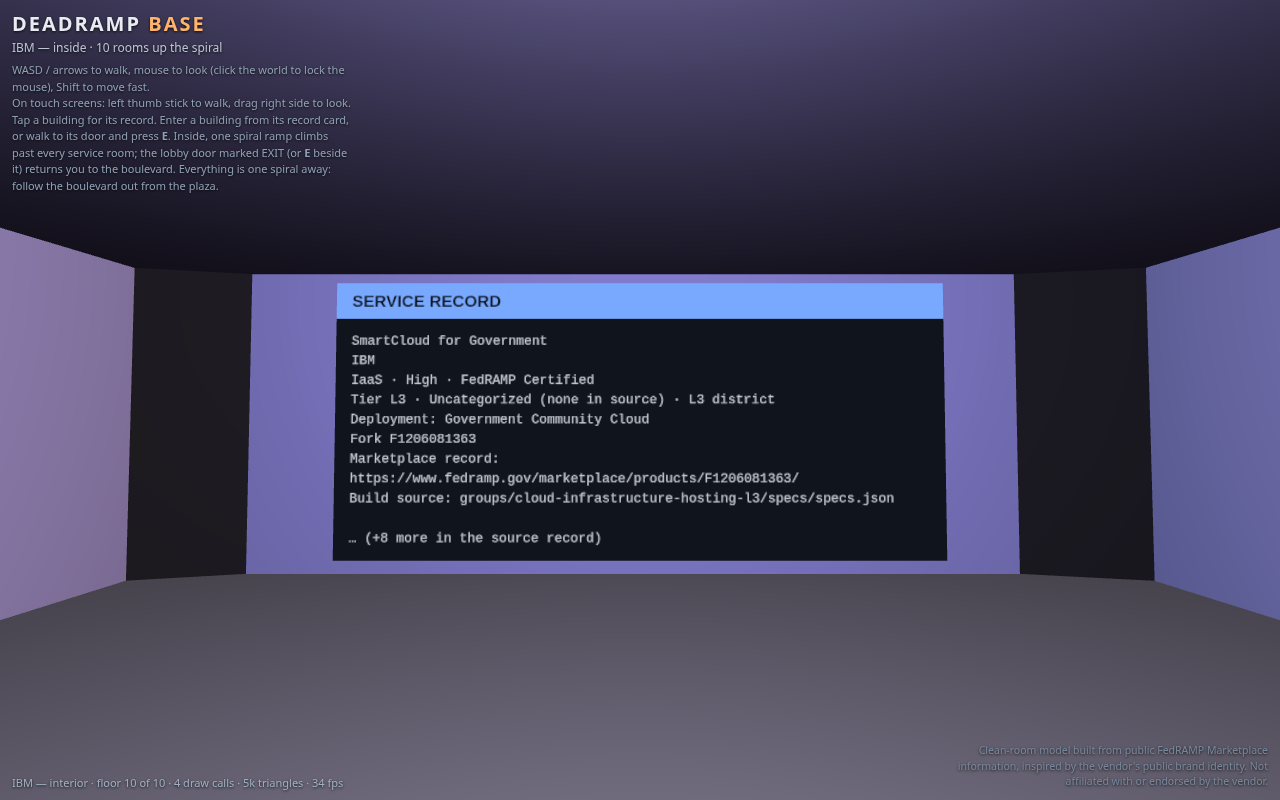 DEADRAMP BASE
IBM — inside · 10 rooms up the spiral
WASD / arrows to walk, mouse to look (click the world to lock the
mouse), Shift to move fast.
On touch screens: left thumb stick to walk, drag right side to look.
Tap a building for its record. Enter a building from its record card,
or walk to its door and press E. Inside, one spiral ramp climbs
past every service room; the lobby door marked EXIT (or E beside
it) returns you to the boulevard. Everything is one spiral away:
follow the boulevard out from the plaza.
SERVICE RECORD
SmartCloud for Government
IBM
IaaS · High · FedRAMP Certified
Tier L3 · Uncategorized (none in source) · L3 district
Deployment: Government Community Cloud
Fork F1206081363
Marketplace record:
https://www.fedramp.gov/marketplace/products/F1206081363/
Build source: groups/cloud-infrastructure-hosting-l3/specs/specs.json
… (+8 more in the source record)
Clean-room model built from public FedRAMP Marketplace
information, inspired by the vendor's public brand identity. Not
affiliated with or endorsed by the vendor.
IBM — interior · floor 10 of 10 · 4 draw calls · 5k triangles · 34 fps